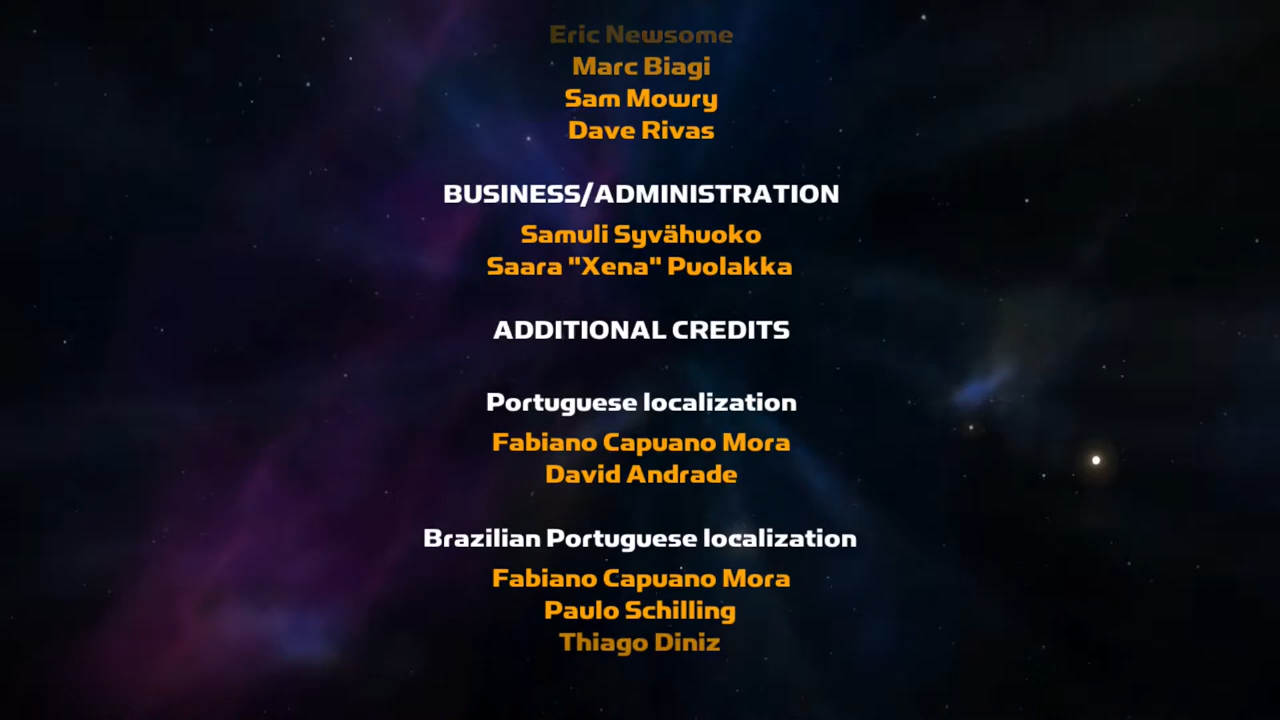 Eric Newsome
Marc Biagi
Sam Mowry
Dave Rivas
BUSINESS/ADMINISTRATION
Samuli Syvähuoko
Saara "Xena" Puolakka
ADDITIONAL CREDITS
Portuguese localization
Fabiano Capuano Mora
David Andrade
Brazilian Portuguese localization
Fabiano Capuano Mora
Paulo Schilling
Thiago Diniz